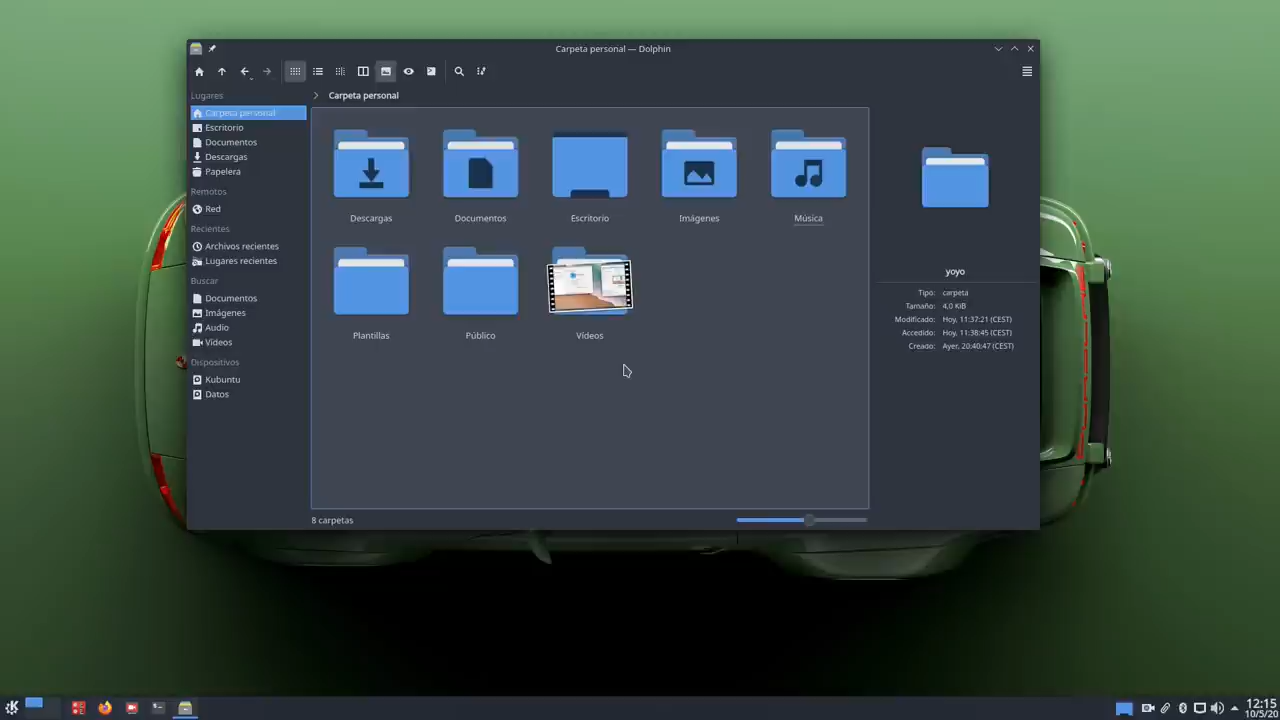 Carpeta personal — Dolphin
Lugares
Carpeta personal
Escritorio
Documentos
Descargas
Papelera
Remotos
Red
Recientes
Archivos recientes
Lugares recientes
Buscar
Documentos
Imágenes
Audio
Vídeos
Dispositivos
Kubuntu
Datos
Carpeta personal
Descargas
Documentos
Escritorio
Imágenes
Música
Plantillas
Público
Vídeos
8 carpetas
yoyo
Tipo: carpeta
Tamaño: 4.0 KiB
Modificado: Hoy, 11:37:21 (CEST)
Accedido: Hoy, 11:38:45 (CEST)
Creado: Ayer, 20:40:47 (CEST)
12:15
10/5/20